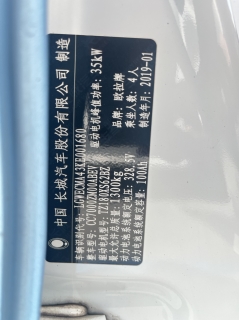 中国 长城汽车股份有限公司 制造
车辆识别代号：LGWECMA43KE001680
整车型号：CC7000ZM00ABEV 品牌：欧拉牌
驱动电机型号：TZ180XS62BZ 驱动电机峰值功率：35kW
最大允许总质量：1300kg 乘坐人数：4人
动力电池系统额定电压：328.5V 制造年月：2019-01
动力电池系统额定容量：100Ah